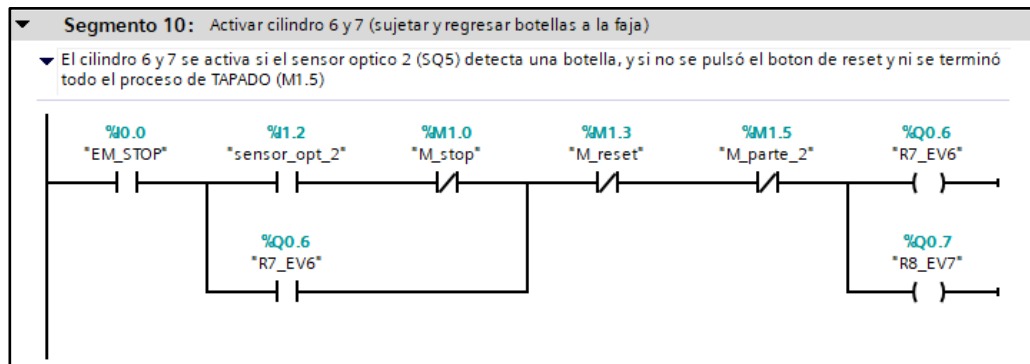 Segmento 10: Activar cilindro 6 y 7 (sujetar y regresar botellas a la faja)
El cilindro 6 y 7 se activa si el sensor optico 2 (SQ5) detecta una botella, y si no se pulsó el boton de reset y ni se terminó
todo el proceso de TAPADO (M1.5)
%I0.0 %I1.2 %M1.0 %M1.3 %M1.5 %Q0.6
"EM_STOP" "sensor_opt_2" "M_stop" "M_reset" "M_parte_2" "R7_EV6"
%Q0.6 %Q0.7
"R7_EV6" "R8_EV7"